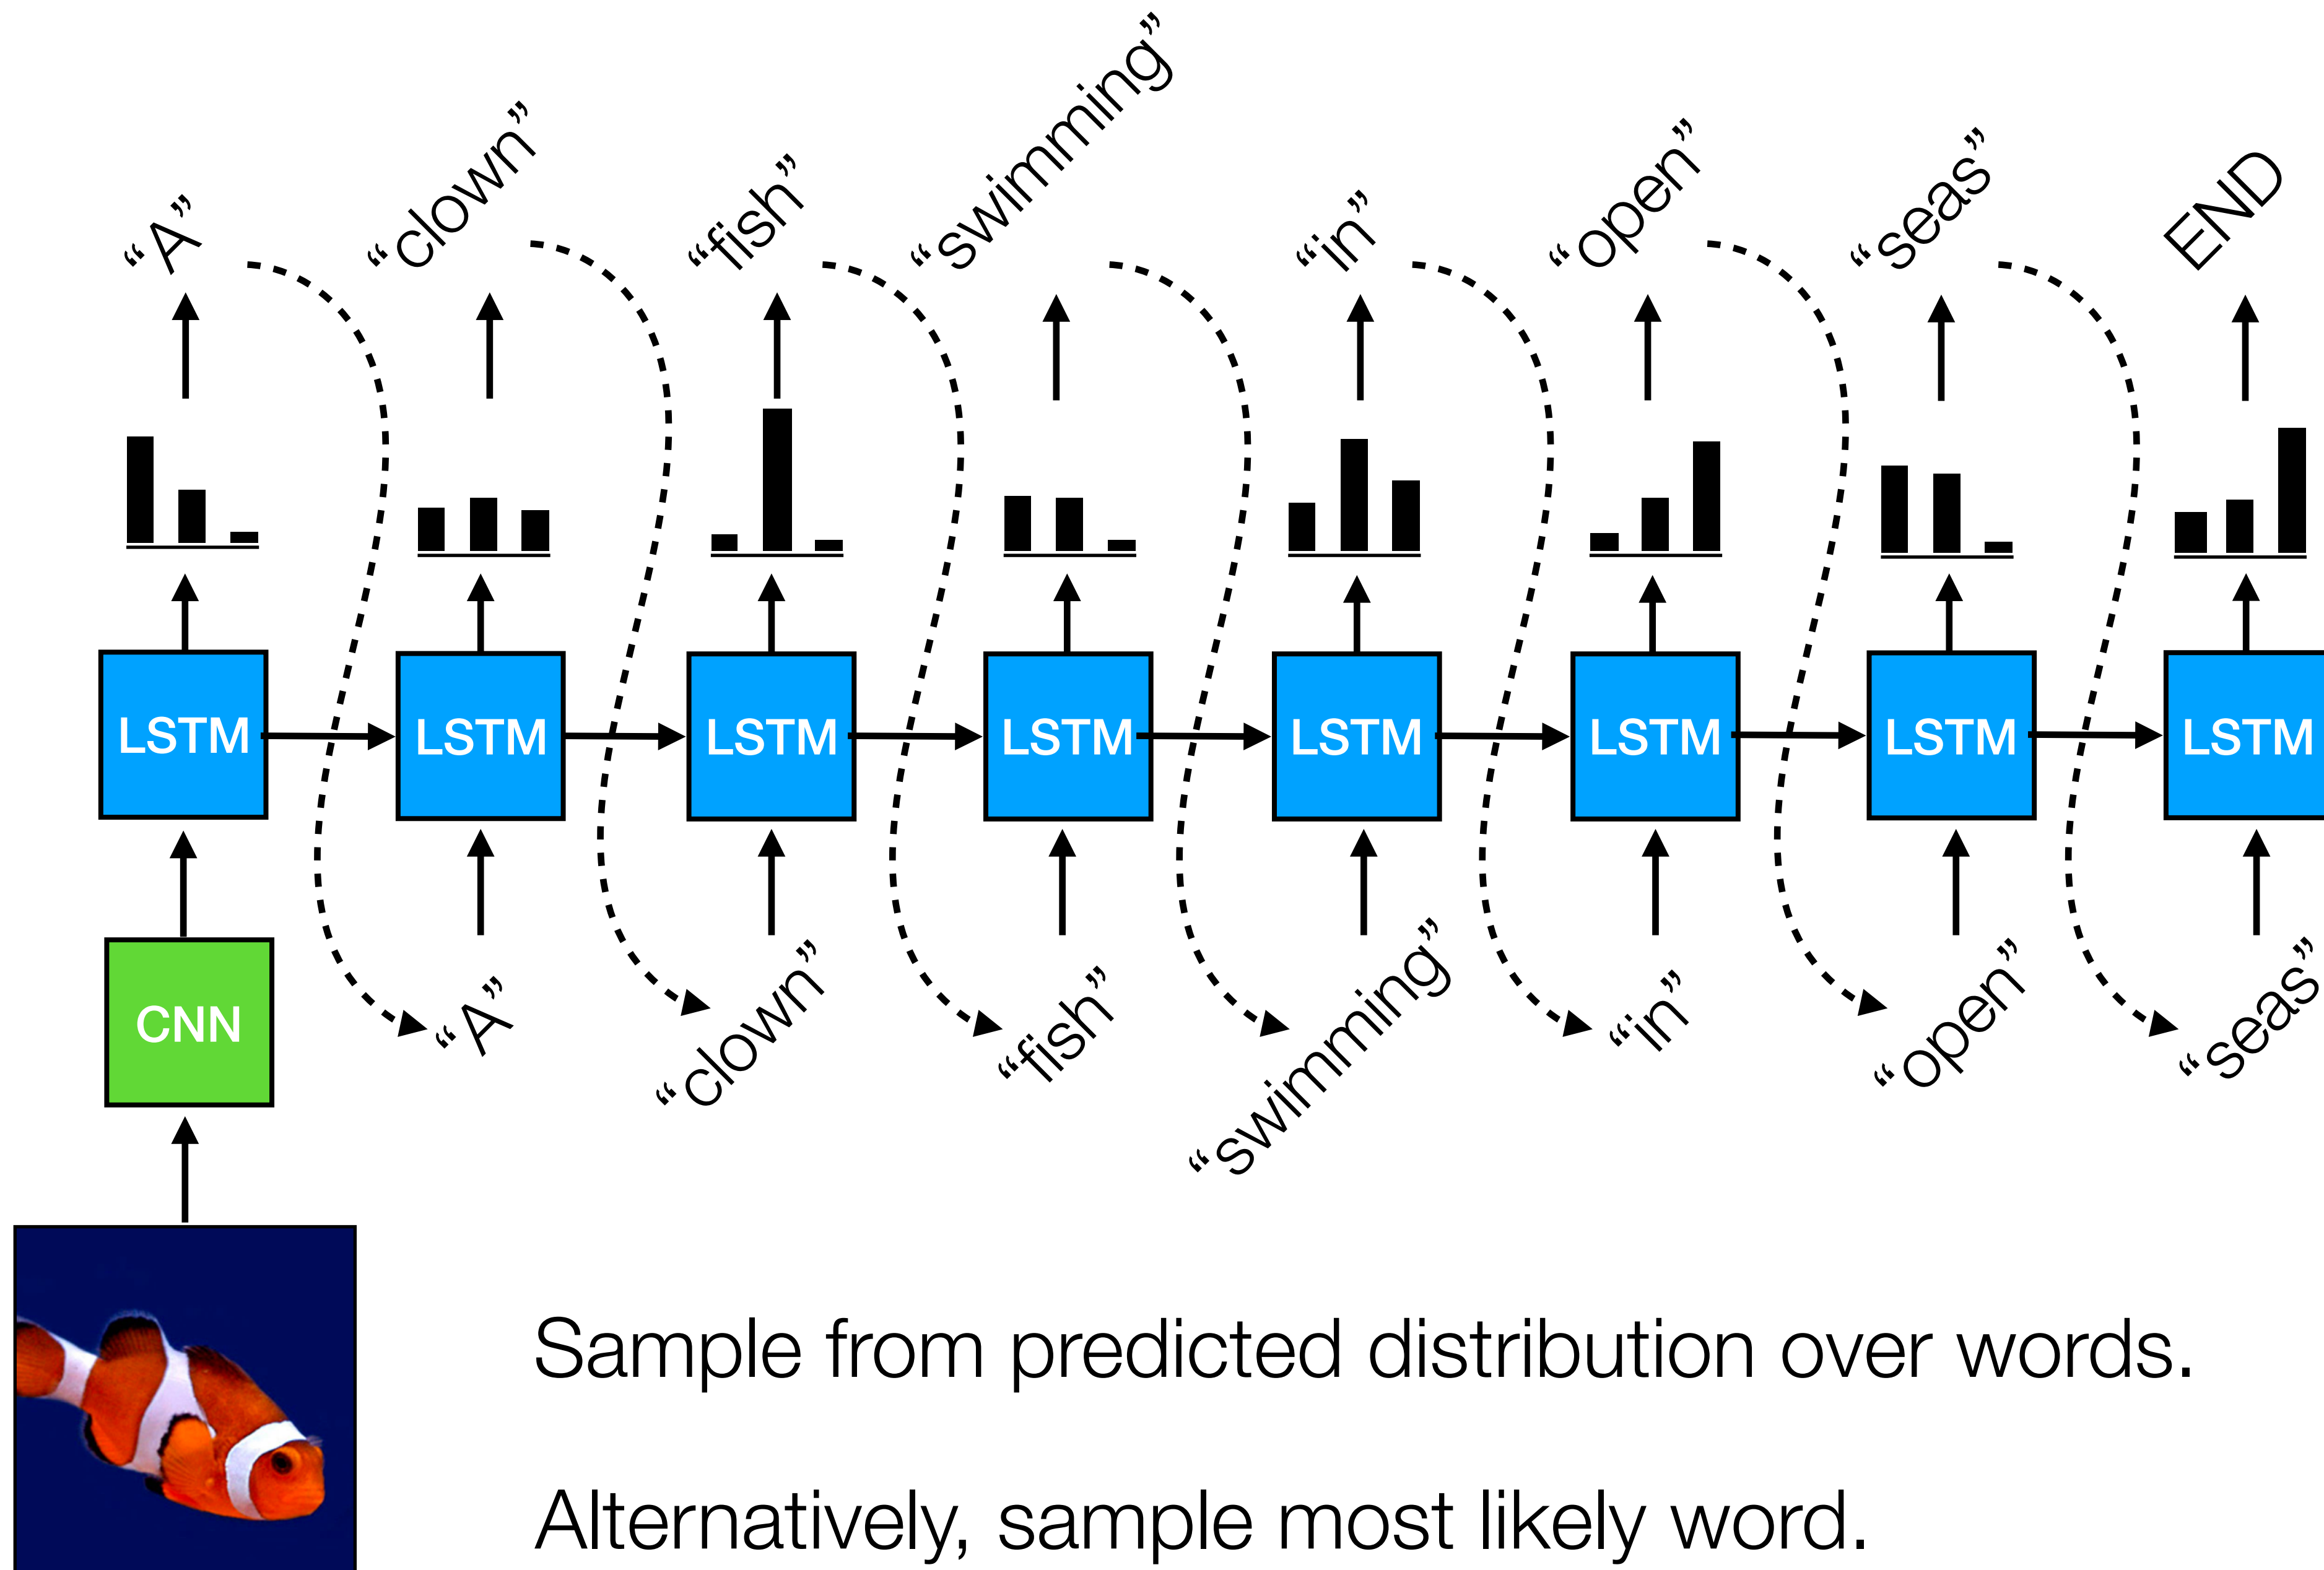 “A” “clown” “fish” “swimming” “in” “open” “seas” END
LSTM LSTM LSTM LSTM LSTM LSTM LSTM LSTM
CNN “A” “clown” “fish” “swimming” “in” “open” “seas”
Sample from predicted distribution over words.
Alternatively, sample most likely word.